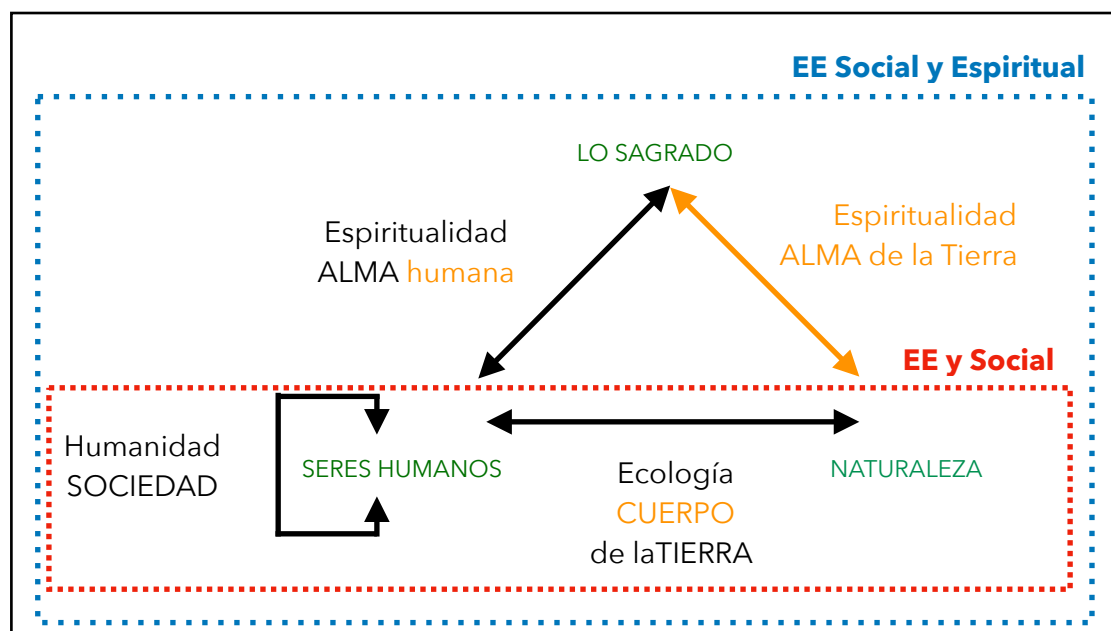 EE Social y Espiritual
LO SAGRADO
Espiritualidad
ALMA humana
Espiritualidad
ALMA de la Tierra
EE y Social
Humanidad
SOCIEDAD
SERES HUMANOS
Ecología
CUERPO
de laTIERRA
NATURALEZA